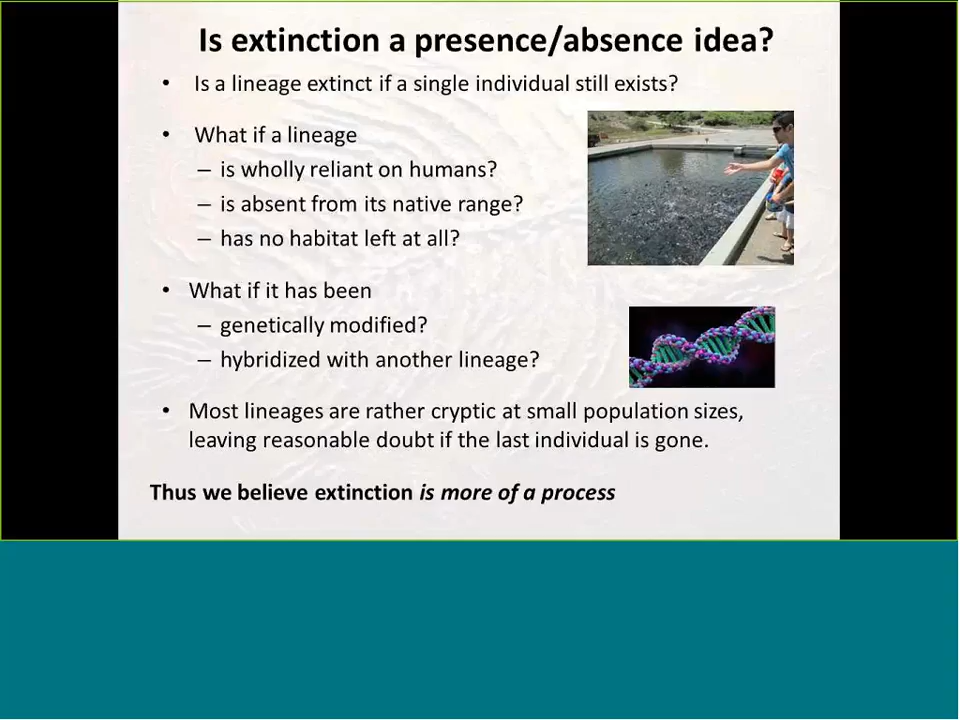 Is extinction a presence/absence idea?
• Is a lineage extinct if a single individual still exists?
• What if a lineage
– is wholly reliant on humans?
– is absent from its native range?
– has no habitat left at all?
• What if it has been
– genetically modified?
– hybridized with another lineage?
• Most lineages are rather cryptic at small population sizes,
leaving reasonable doubt if the last individual is gone.
Thus we believe extinction is more of a process